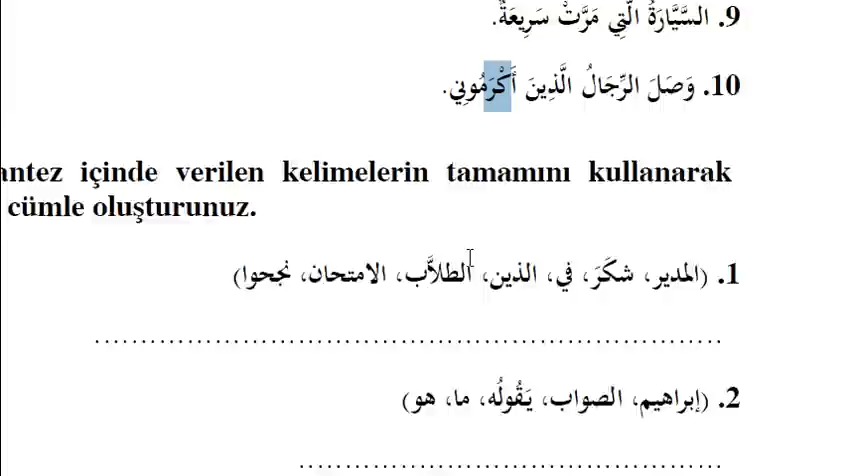 9. السَّيَّارَةُ الَّتِي مَرَّتْ سَرِيعَةٌ.
10. وَصَلَ الرِّجَالُ الَّذِينَ أَكْرَمُونِي.
antez içinde verilen kelimelerin tamamını kullanarak
cümle oluşturunuz.
1. (المدير، شكَرَ، في، الذين، الطلاَّب، الامتحان، نجحوا)
......................................................................
2. (إبراهيم، الصواب، يَقُولُه، ما، هو)
...............................................